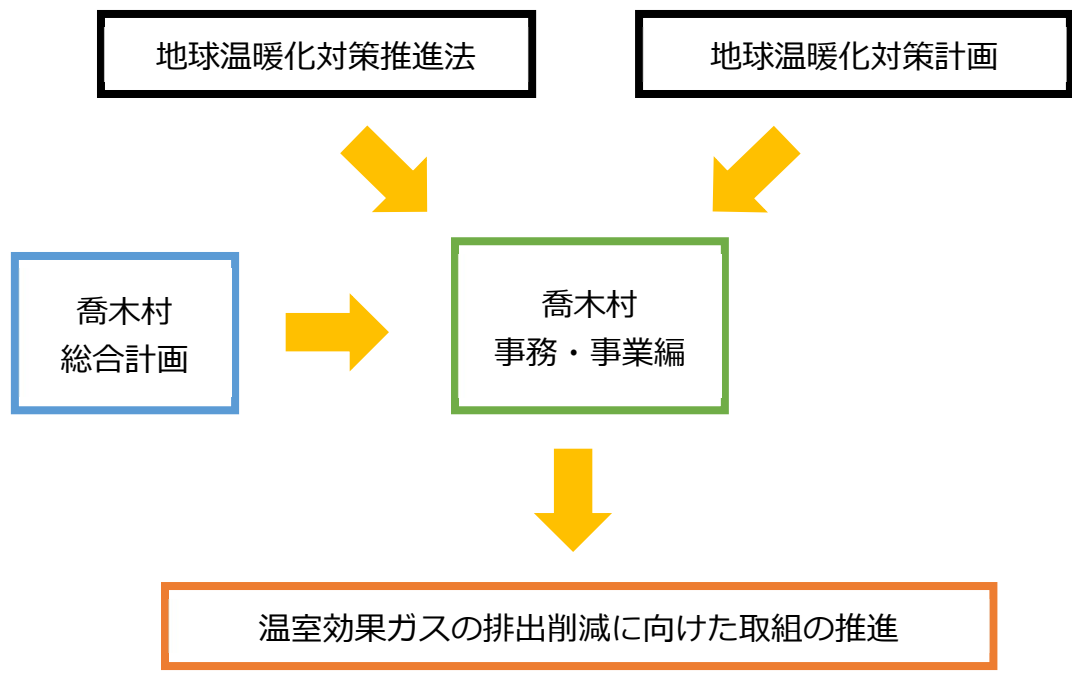 地球温暖化対策推進法
地球温暖化対策計画
喬木村
総合計画
喬木村
事務・事業編
温室効果ガスの排出削減に向けた取組の推進